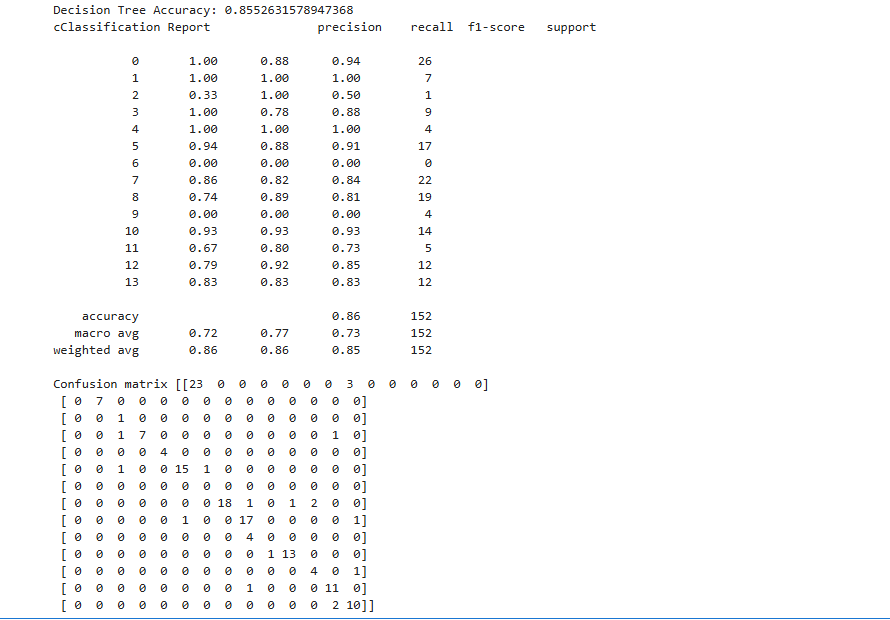 Decision Tree Accuracy: 0.8552631578947368
cClassification Report               precision    recall  f1-score   support

           0       1.00      0.88      0.94        26
           1       1.00      1.00      1.00         7
           2       0.33      1.00      0.50         1
           3       1.00      0.78      0.88         9
           4       1.00      1.00      1.00         4
           5       0.94      0.88      0.91        17
           6       0.00      0.00      0.00         0
           7       0.86      0.82      0.84        22
           8       0.74      0.89      0.81        19
           9       0.00      0.00      0.00         4
          10       0.93      0.93      0.93        14
          11       0.67      0.80      0.73         5
          12       0.79      0.92      0.85        12
          13       0.83      0.83      0.83        12

    accuracy                           0.86       152
   macro avg       0.72      0.77      0.73       152
weighted avg       0.86      0.86      0.85       152

Confusion matrix [[23  0  0  0  0  0  0  3  0  0  0  0  0  0]
 [ 0  7  0  0  0  0  0  0  0  0  0  0  0  0]
 [ 0  0  1  0  0  0  0  0  0  0  0  0  0  0]
 [ 0  0  1  7  0  0  0  0  0  0  0  0  1  0]
 [ 0  0  0  0  4  0  0  0  0  0  0  0  0  0]
 [ 0  0  1  0  0 15  1  0  0  0  0  0  0  0]
 [ 0  0  0  0  0  0  0  0  0  0  0  0  0  0]
 [ 0  0  0  0  0  0  0 18  1  0  1  2  0  0]
 [ 0  0  0  0  0  1  0  0 17  0  0  0  0  1]
 [ 0  0  0  0  0  0  0  0  4  0  0  0  0  0]
 [ 0  0  0  0  0  0  0  0  0  1 13  0  0  0]
 [ 0  0  0  0  0  0  0  0  0  0  0  4  0  1]
 [ 0  0  0  0  0  0  0  0  1  0  0  0 11  0]
 [ 0  0  0  0  0  0  0  0  0  0  0  0  2 10]]